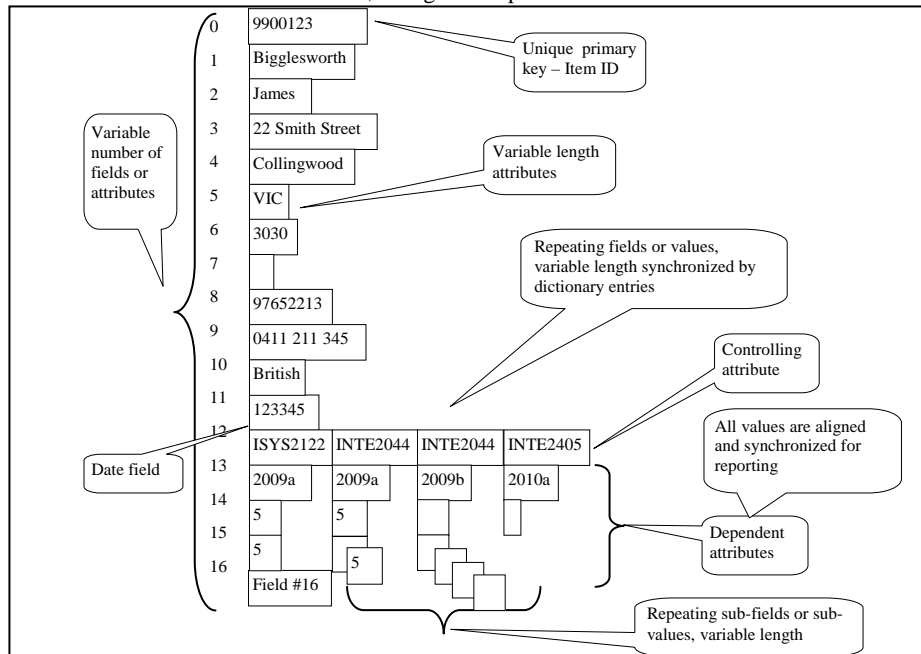 0
9900123
Unique primary
key – Item ID
1
Bigglesworth
2
James
3
22 Smith Street
Variable
number of
fields or
attributes
4
Collingwood
Variable length
attributes
5
VIC
6
3030
Repeating fields or values,
variable length synchronized by
dictionary entries
7
8
97652213
9
0411 211 345
Controlling
attribute
10
British
11
123345
12
ISYS2122 INTE2044 INTE2044 INTE2405
All values are aligned
and synchronized for
reporting
Date field
13
2009a 2009a 2009b 2010a
14
5 5
15
5 5
Dependent
attributes
16
Field #16
Repeating sub-fields or sub-
values, variable length